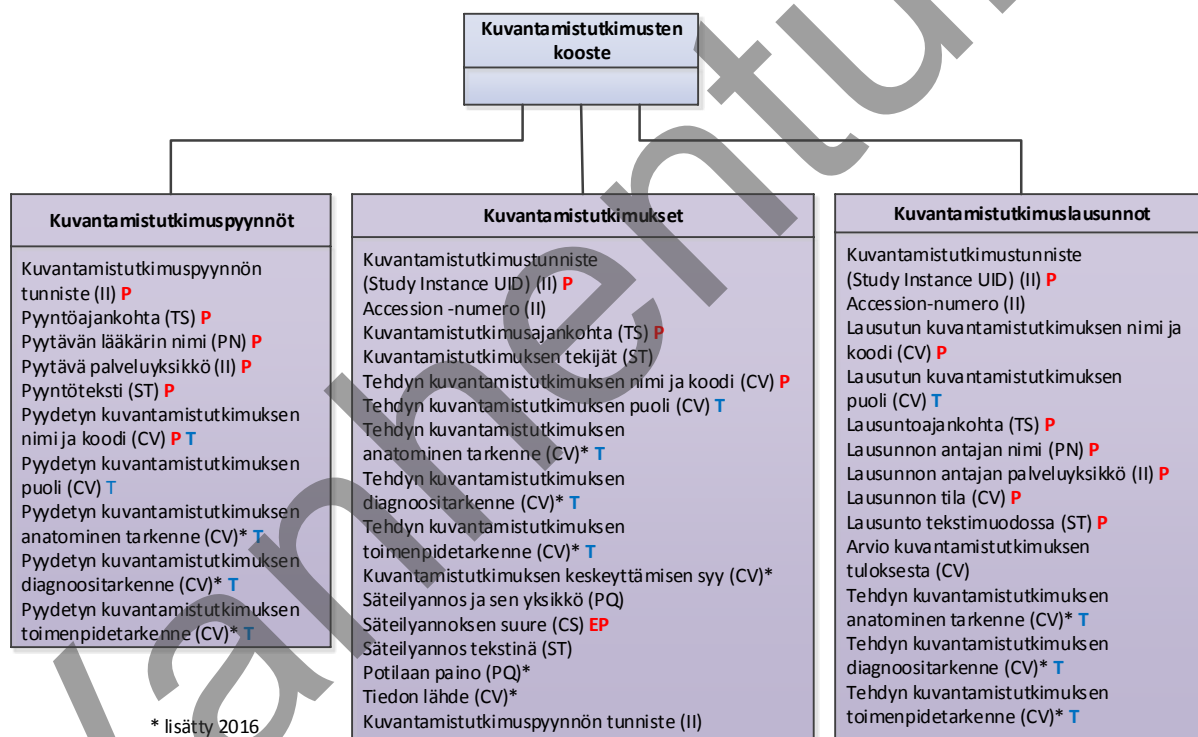 Kuvantamistutkimusten
kooste
Kuvantamistutkimuspyynnöt
Kuvantamistutkimuspyynnön
tunniste (II) P
Pyyntöajankohta (TS) P
Pyytävän lääkärin nimi (PN) P
Pyytävä palveluyksikkö (II) P
Pyyntöteksti (ST) P
Pyydetyn kuvantamistutkimuksen
nimi ja koodi (CV) P T
Pyydetyn kuvantamistutkimuksen
puoli (CV) T
Pyydetyn kuvantamistutkimuksen
anatominen tarkenne (CV)* T
Pyydetyn kuvantamistutkimuksen
diagnoositarkenne (CV)* T
Pyydetyn kuvantamistutkimuksen
toimenpidetarkenne (CV)* T
* lisätty 2016
Kuvantamistutkimukset
Kuvantamistutkimustunniste
(Study Instance UID) (II) P
Accession -numero (II)
Kuvantamistutkimusajankohta (TS) P
Kuvantamistutkimuksen tekijät (ST)
Tehdyn kuvantamistutkimuksen nimi ja koodi (CV) P
Tehdyn kuvantamistutkimuksen puoli (CV) T
Tehdyn kuvantamistutkimuksen
anatominen tarkenne (CV)* T
Tehdyn kuvantamistutkimuksen
diagnoositarkenne (CV)* T
Tehdyn kuvantamistutkimuksen
toimenpidetarkenne (CV)* T
Kuvantamistutkimuksen keskeyttämisen syy (CV)*
Säteilyannos ja sen yksikkö (PQ)
Säteilyannoksen suure (CS) EP
Säteilyannos tekstinä (ST)
Potilaan paino (PQ)*
Tiedon lähde (CV)*
Kuvantamistutkimuspyynnön tunniste (II)
Kuvantamistutkimuslausunnot
Kuvantamistutkimustunniste
(Study Instance UID) (II) P
Accession-numero (II)
Lausutun kuvantamistutkimuksen nimi ja
koodi (CV) P
Lausutun kuvantamistutkimuksen
puoli (CV) T
Lausuntoajankohta (TS) P
Lausunnon antajan nimi (PN) P
Lausunnon antajan palveluyksikkö (II) P
Lausunnon tila (CV) P
Lausunto tekstimuodossa (ST) P
Arvio kuvantamistutkimuksen
tuloksesta (CV)
Tehdyn kuvantamistutkimuksen
anatominen tarkenne (CV)* T
Tehdyn kuvantamistutkimuksen
diagnoositarkenne (CV)* T
Tehdyn kuvantamistutkimuksen
toimenpidetarkenne (CV)* T